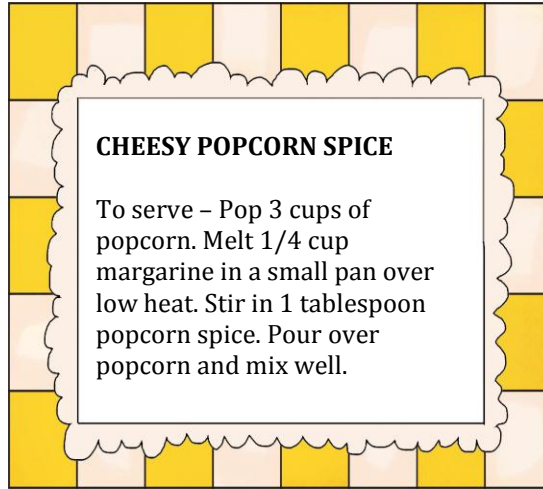 CHEESY POPCORN SPICE
To serve – Pop 3 cups of
popcorn. Melt 1/4 cup
margarine in a small pan over
low heat. Stir in 1 tablespoon
popcorn spice. Pour over
popcorn and mix well.